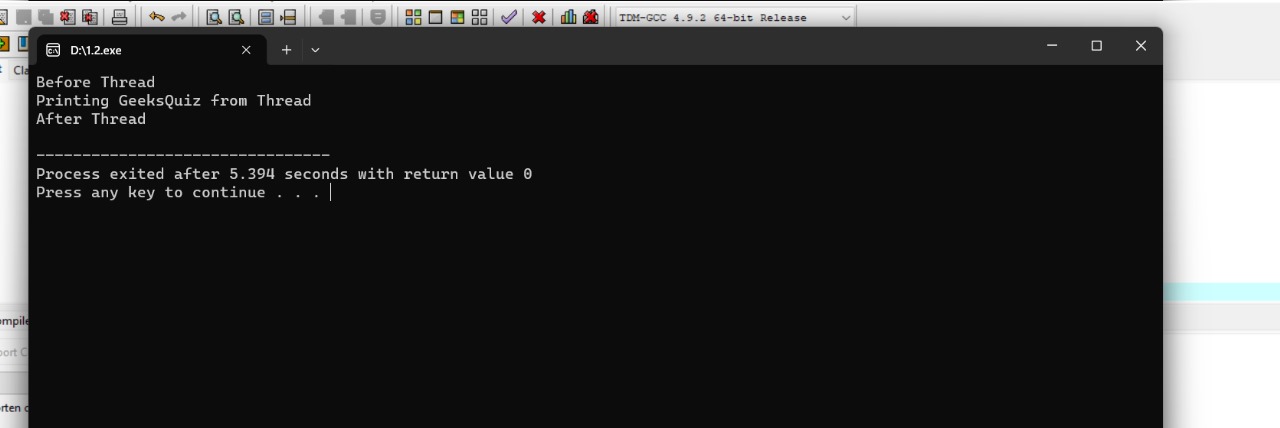 TDM-GCC 4.9.2 64-bit Release
D:\1.2.exe
Before Thread
Printing GeeksQuiz from Thread
After Thread
--------------------------------
Process exited after 5.394 seconds with return value 0
Press any key to continue . . .